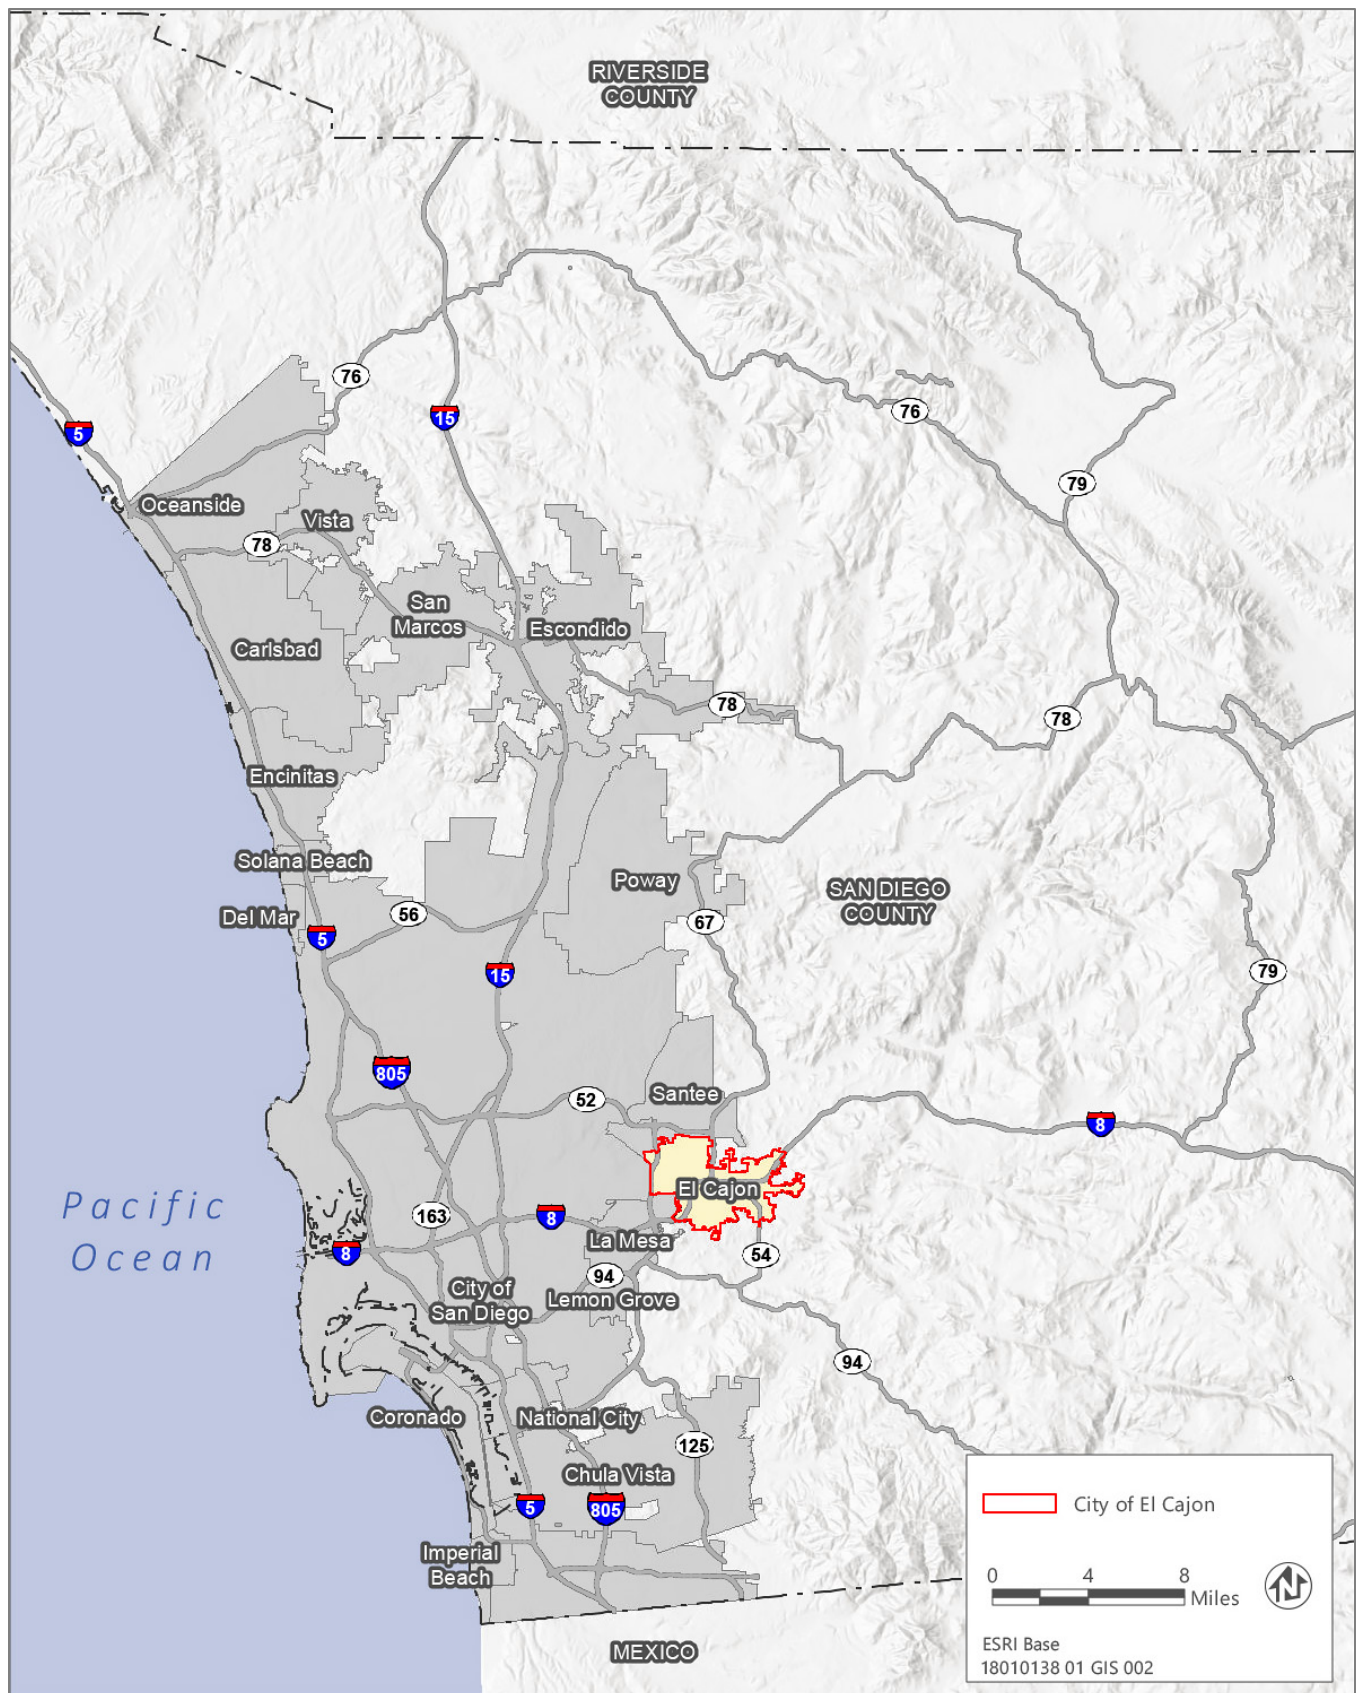 RIVERSIDE
COUNTY
76
15
76
5
79
Oceanside
Vista
78
San
Marcos
Escondido
Carlsbad
78
78
Encinitas
Solana Beach
Poway
SAN DIEGO
COUNTY
Del Mar
56
67
5
15
79
805
Santee
52
8
El Cajon
Pacific
Ocean
163
8
La Mesa
8
54
94
City of
San Diego
Lemon Grove
94
Coronado
National City
125
Chula Vista
5
805
Imperial
Beach
MEXICO
City of El Cajon
0 4 8
Miles
N
ESRI Base
18010138 01 GIS 002